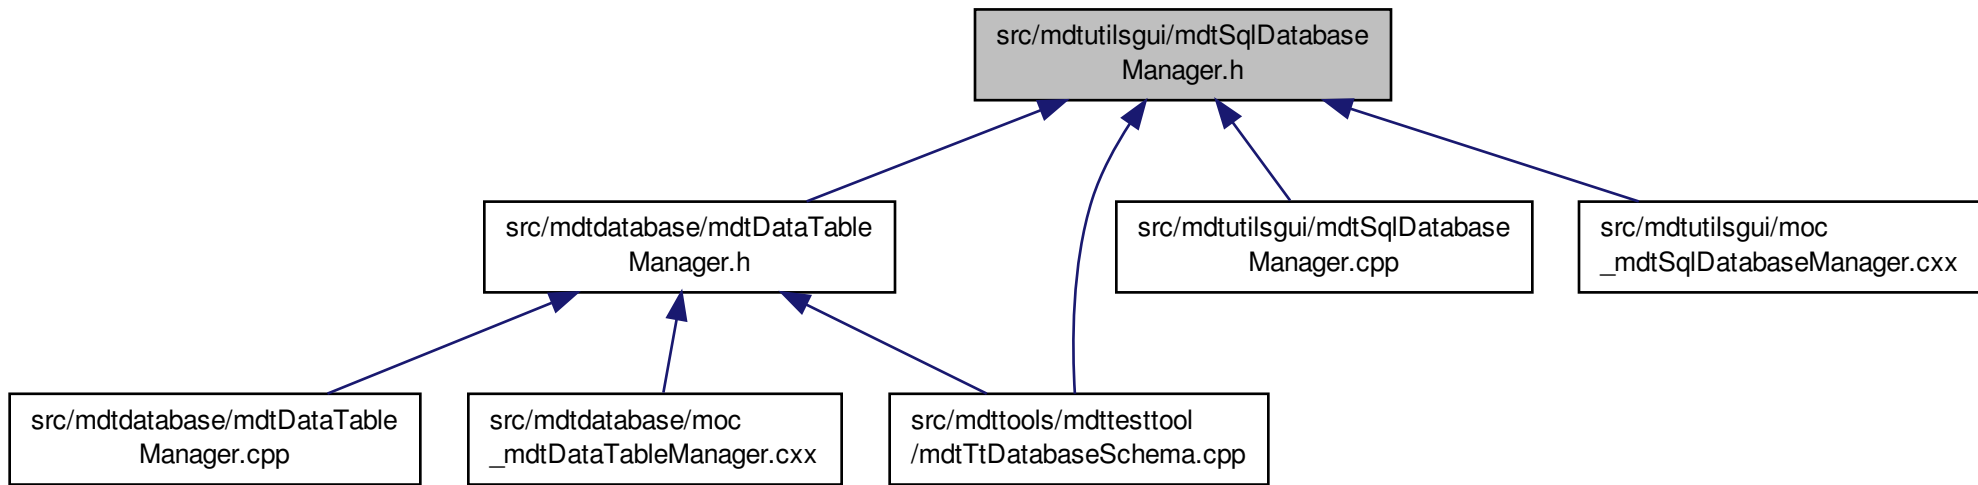 src/mdtutilsgui/mdtSqlDatabase
Manager.h
src/mdtdatabase/mdtDataTable
Manager.h
src/mdtutilsgui/mdtSqlDatabase
Manager.cpp
src/mdtutilsgui/moc
_mdtSqlDatabaseManager.cxx
src/mdtdatabase/mdtDataTable
Manager.cpp
src/mdtdatabase/moc
_mdtDataTableManager.cxx
src/mdttools/mdttesttool
/mdtTtDatabaseSchema.cpp